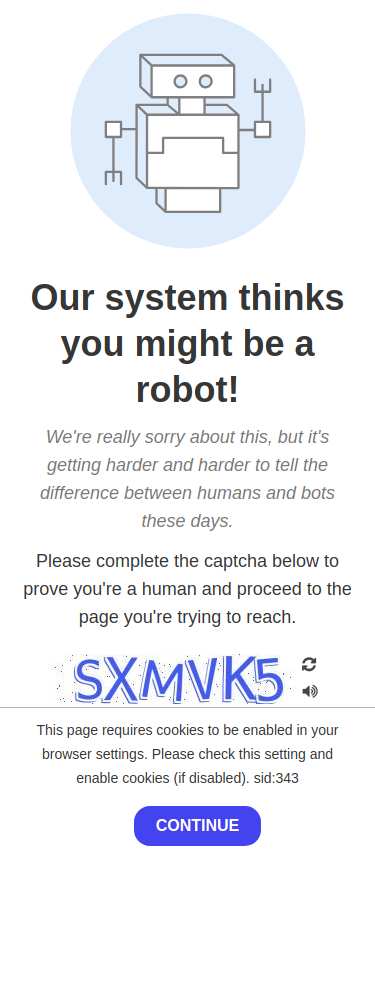 Our system thinks
you might be a
robot!
We're really sorry about this, but it's
getting harder and harder to tell the
difference between humans and bots
these days.
Please complete the captcha below to
prove you're a human and proceed to the
page you're trying to reach.
SXMVK5
This page requires cookies to be enabled in your
browser settings. Please check this setting and
enable cookies (if disabled). sid:343
CONTINUE